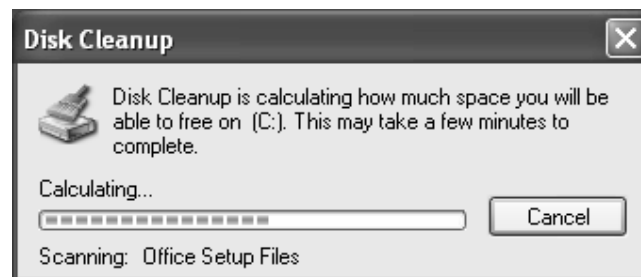 Disk Cleanup
Disk Cleanup is calculating how much space you will be
able to free on (C:). This may take a few minutes to
complete.
Calculating...
Cancel
Scanning: Office Setup Files